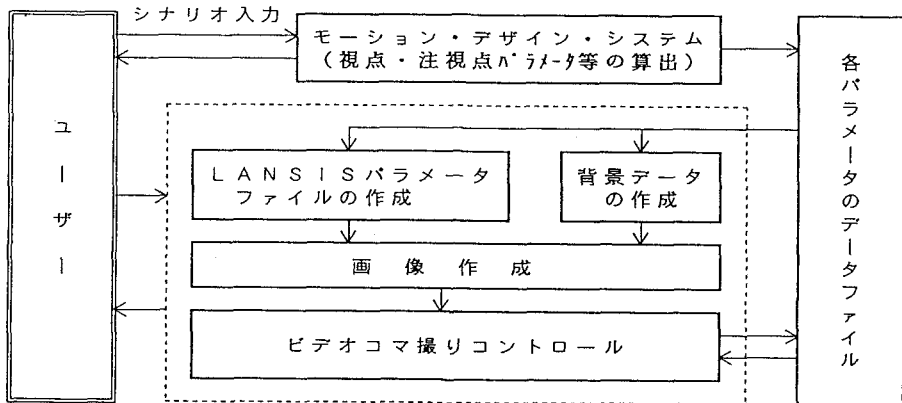 シナリオ入力
モーション・デザイン・システム
(視点・注視点パラメータ等の算出)
ユーザー
LANSISパラメータ
ファイルの作成
背景データ
の作成
画像作成
ビデオコマ撮りコントロール
各パラメータのデータファイル